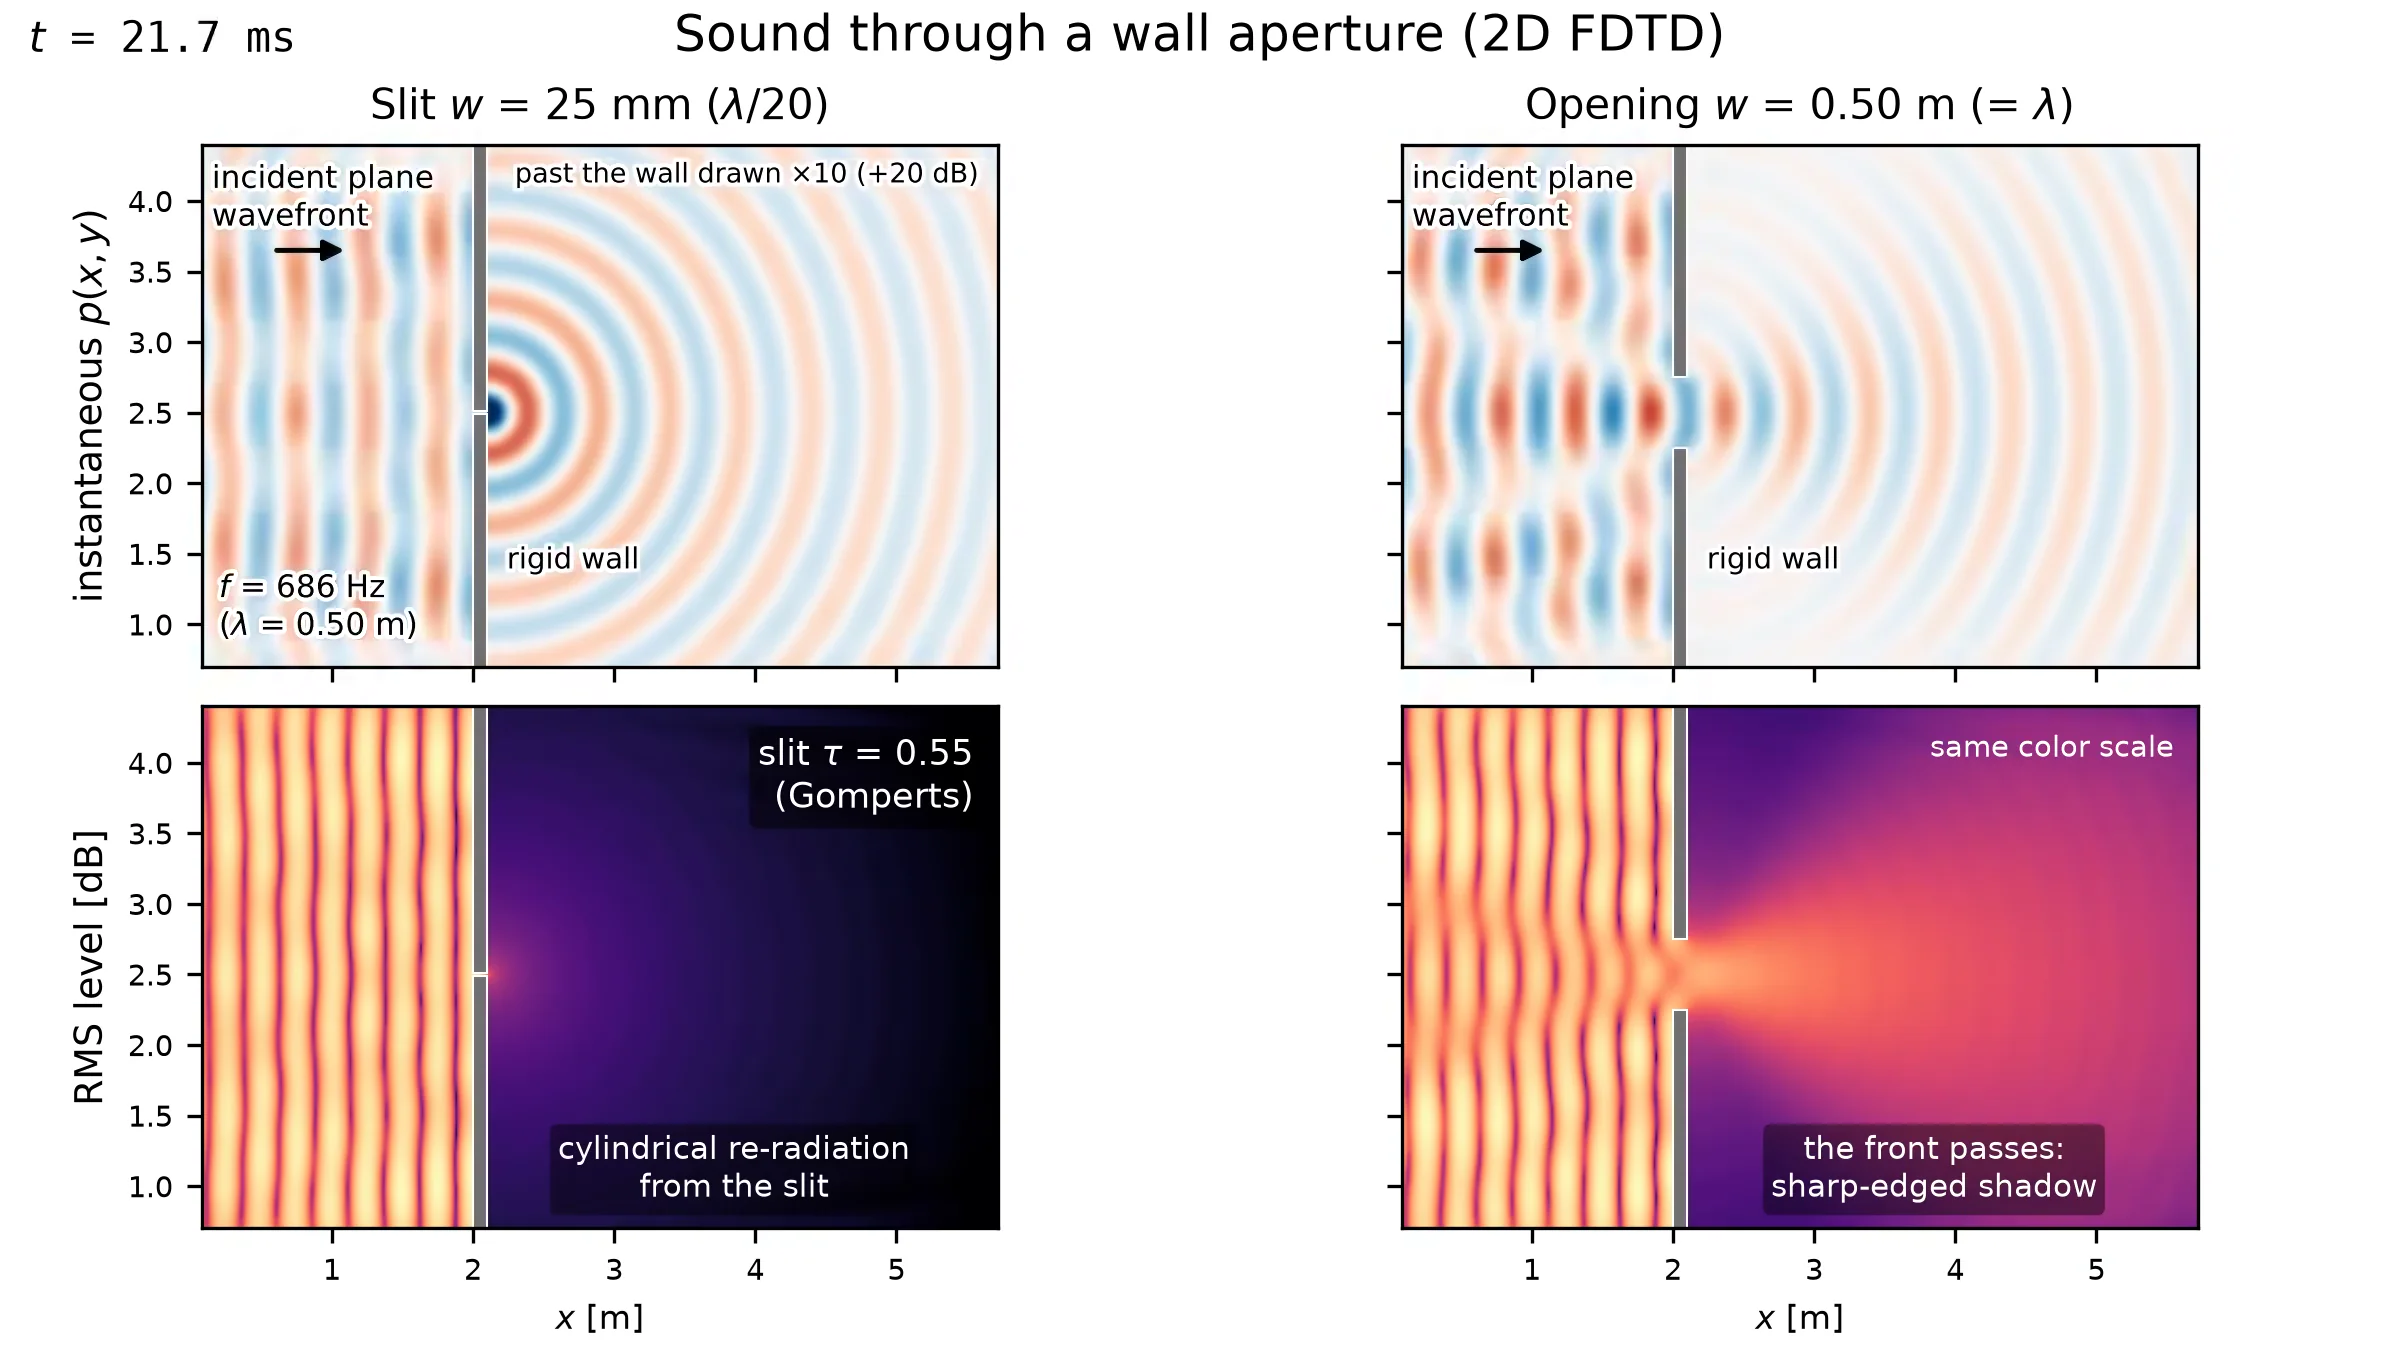 t = 21.7 ms
Sound through a wall aperture (2D FDTD)
Slit w = 25 mm (λ/20)
Opening w = 0.50 m (= λ)
instantaneous p(x, y)
4.0
3.5
3.0
2.5
2.0
1.5
1.0
incident plane
wavefront
past the wall drawn ×10 (+20 dB)
rigid wall
f = 686 Hz
(λ = 0.50 m)
incident plane
wavefront
rigid wall
RMS level [dB]
4.0
3.5
3.0
2.5
2.0
1.5
1.0
slit τ = 0.55
(Gomperts)
cylindrical re-radiation
from the slit
same color scale
the front passes:
sharp-edged shadow
1 2 3 4 5
x [m]
1 2 3 4 5
x [m]